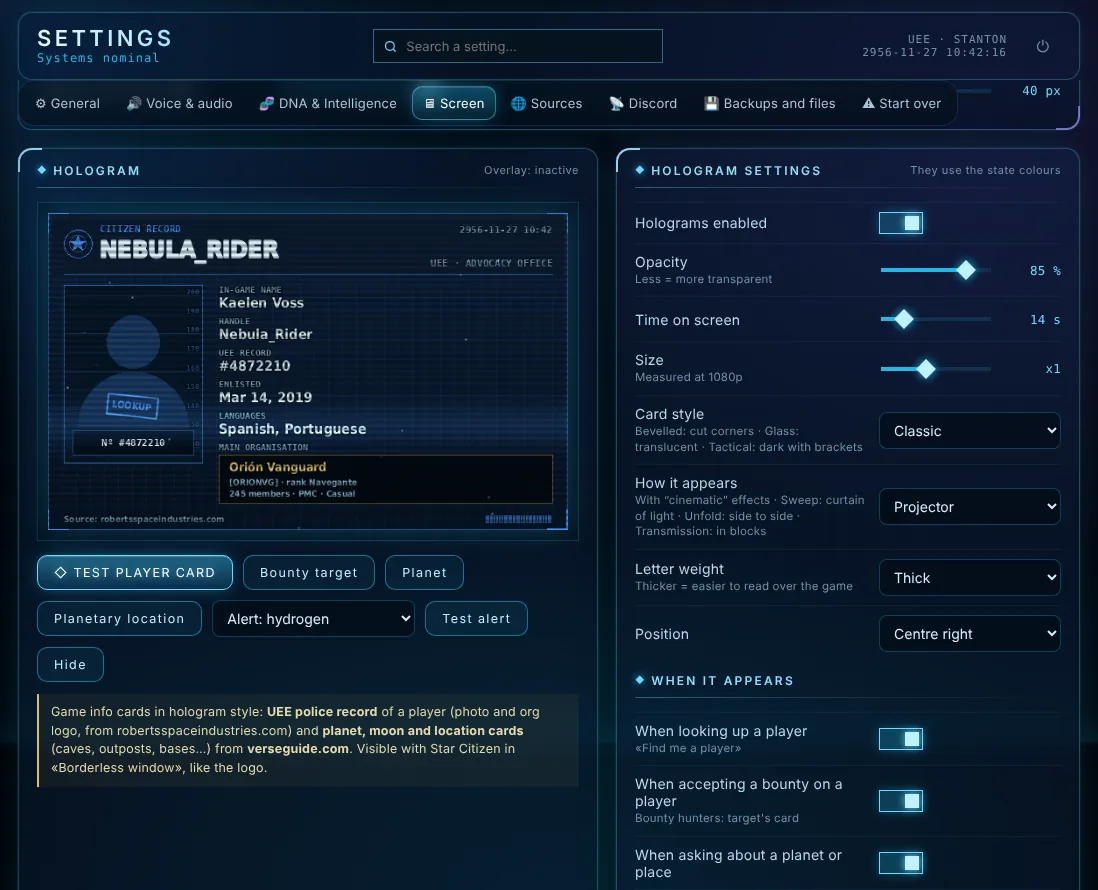 SETTINGS
Systems nominal
Search a setting...
UEE · STANTON
2956-11-27 10:42:16
General
Voice & audio
DNA & Intelligence
Screen
Sources
Discord
Backups and files
Start over
40 px
HOLOGRAM
Overlay: inactive
CITIZEN RECORD
NEBULA_RIDER
2956-11-27 10:42
UEE · ADVOCACY OFFICE
200
190
180
170
160
150
140
LOOKUP
Nº #4872210
IN-GAME NAME
Kaelen Voss
HANDLE
Nebula_Rider
UEE RECORD
#4872210
ENLISTED
Mar 14, 2019
LANGUAGES
Spanish, Portuguese
MAIN ORGANISATION
Orión Vanguard
[ORIONVG] · rank Navegante
245 members · PMC · Casual
Source: robertsspaceindustries.com
TEST PLAYER CARD
Bounty target
Planet
Planetary location
Alert: hydrogen
Test alert
Hide
Game info cards in hologram style: UEE police record of a player (photo and org
logo, from robertsspaceindustries.com) and planet, moon and location cards
(caves, outposts, bases...) from verseguide.com. Visible with Star Citizen in
«Borderless window», like the logo.
HOLOGRAM SETTINGS
They use the state colours
Holograms enabled
Opacity
Less = more transparent
85 %
Time on screen
14 s
Size
Measured at 1080p
x1
Card style
Bevelled: cut corners · Glass:
translucent · Tactical: dark with brackets
Classic
How it appears
With “cinematic” effects · Sweep: curtain
of light · Unfold: side to side ·
Transmission: in blocks
Projector
Letter weight
Thicker = easier to read over the game
Thick
Position
Centre right
WHEN IT APPEARS
When looking up a player
«Find me a player»
When accepting a bounty on a
player
Bounty hunters: target's card
When asking about a planet or
place